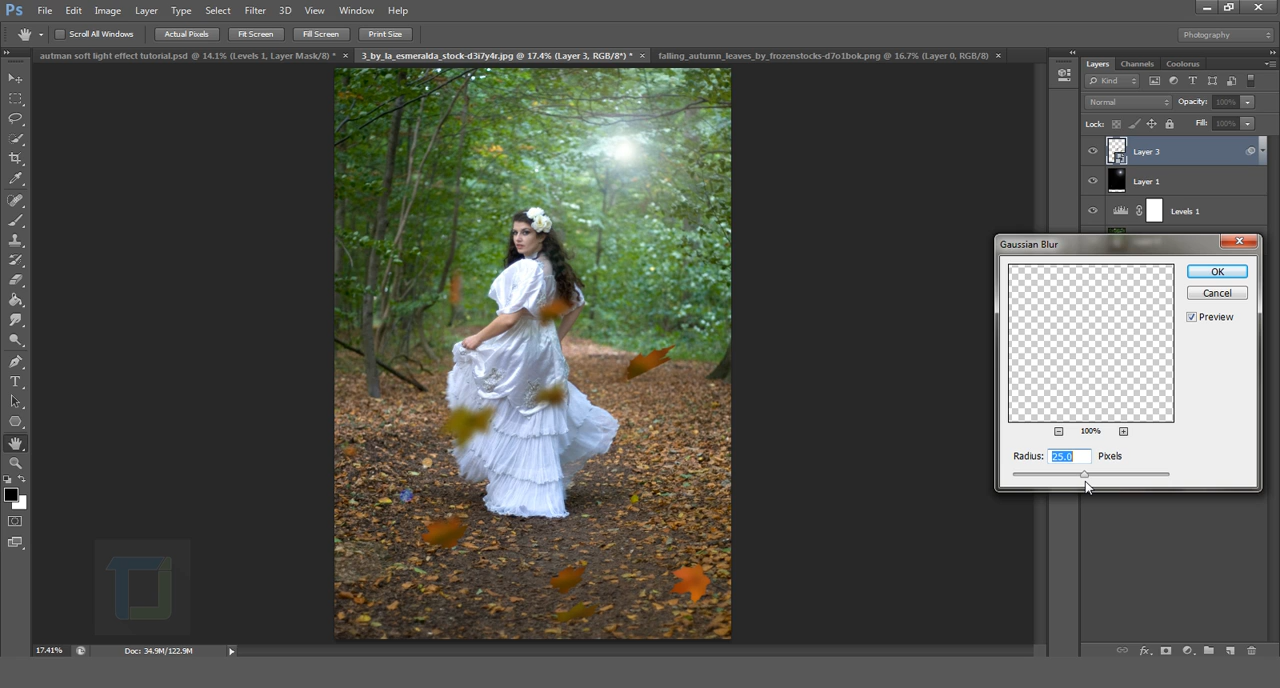 Ps File Edit Image Layer Type Select Filter 3D View Window Help
Scroll All Windows Actual Pixels Fit Screen Fill Screen Print Size Photography
autman soft light effect tutorial.psd @ 14.1% (Levels 1, Layer Mask/8) * × 3_by_la_esmeralda_stock-d3i7y4r.jpg @ 17.4% (Layer 3, RGB/8*) * × falling_autumn_leaves_by_frozenstocks-d7o1bok.png @ 16.7% (Layer 0, RGB/8) ×
Layers Channels Coolorus
Kind
Normal Opacity: 100%
Lock: Fill: 100%
Layer 3
Layer 1
Levels 1
Gaussian Blur
OK
Cancel
Preview
100%
Radius: 25.0 Pixels
17.41% Doc: 34.9M/122.9M